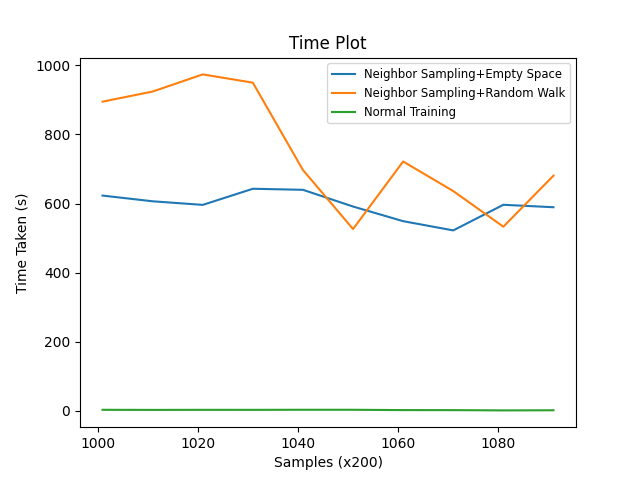 Time Plot
Neighbor Sampling+Empty Space
Neighbor Sampling+Random Walk
Normal Training
1000
800
600
400
200
0
Time Taken (s)
1000 1020 1040 1060 1080
Samples (x200)